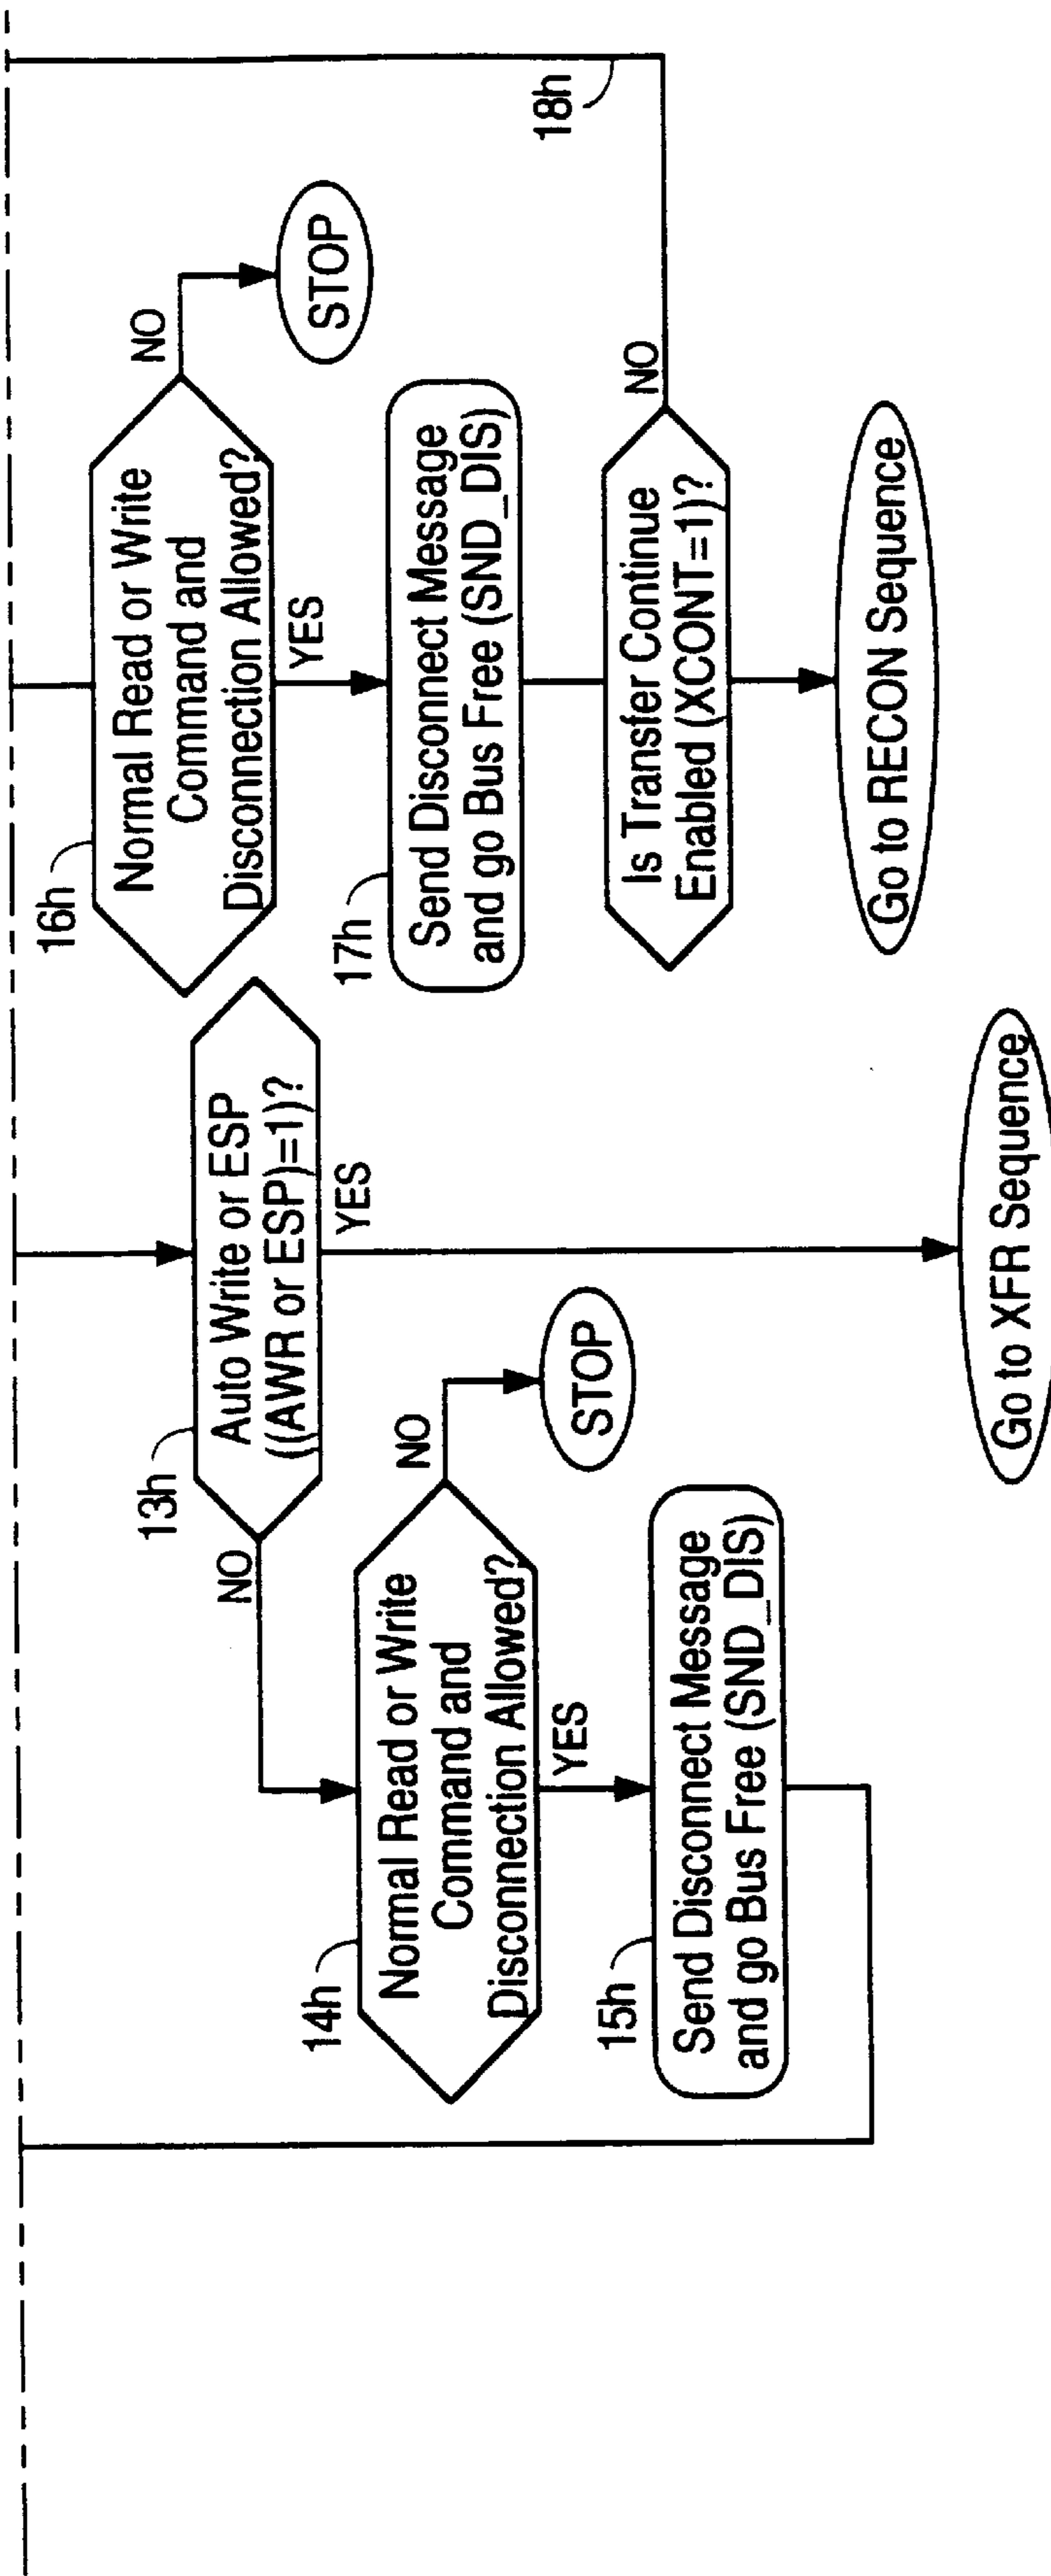 13h
Auto Write or ESP
((AWR or ESP)=1)?
NO
YES
14h
Normal Read or Write
Command and
Disconnection Allowed?
NO
STOP
YES
15h
Send Disconnect Message
and go Bus Free (SND_DIS)
Go to XFR Sequence
16h
Normal Read or Write
Command and
Disconnection Allowed?
NO
STOP
YES
17h
Send Disconnect Message
and go Bus Free (SND_DIS)
18h
Is Transfer Continue
Enabled (XCONT=1)?
NO
Go to RECON Sequence